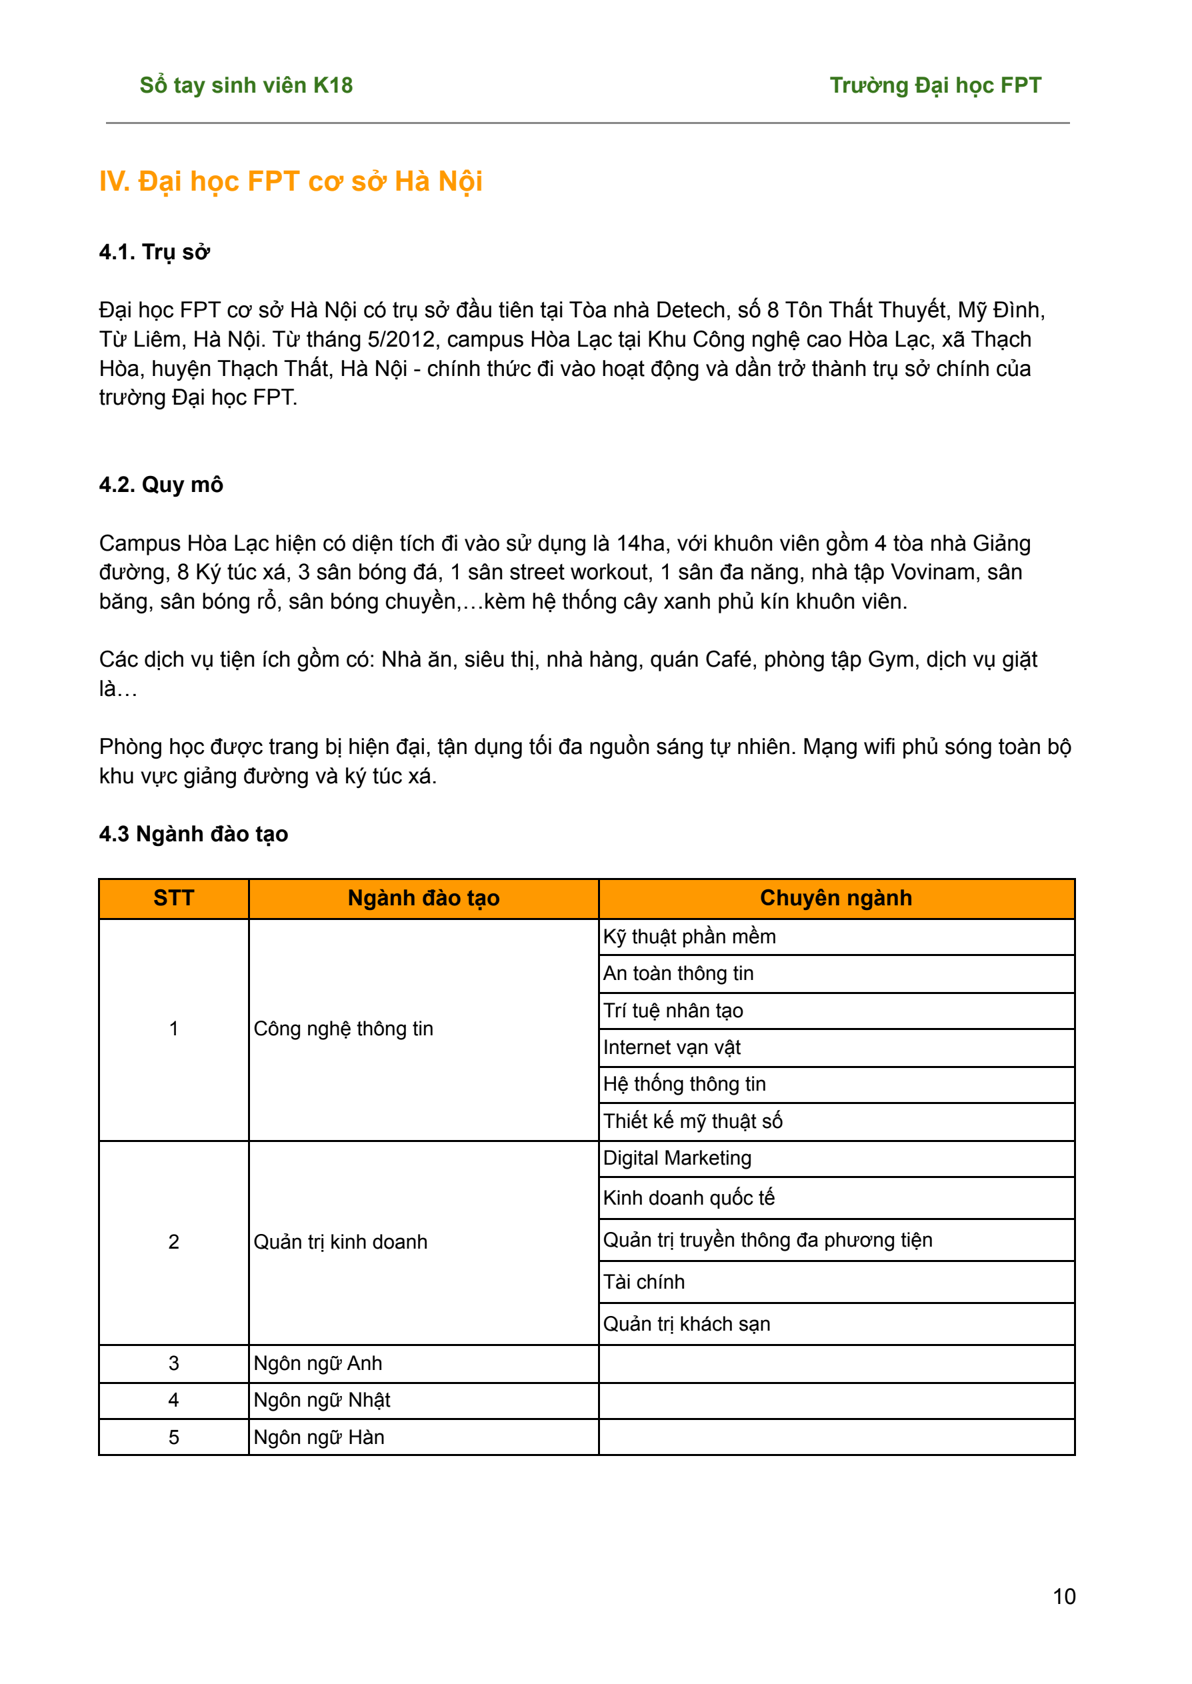 Sổ tay sinh viên K18 Trường Đại học FPT
IV. Đại học FPT cơ sở Hà Nội
4.1. Trụ sở
Đại học FPT cơ sở Hà Nội có trụ sở đầu tiên tại Tòa nhà Detech, số 8 Tôn Thất Thuyết, Mỹ Đình,
Từ Liêm, Hà Nội. Từ tháng 5/2012, campus Hòa Lạc tại Khu Công nghệ cao Hòa Lạc, xã Thạch
Hòa, huyện Thạch Thất, Hà Nội - chính thức đi vào hoạt động và dần trở thành trụ sở chính của
trường Đại học FPT.
4.2. Quy mô
Campus Hòa Lạc hiện có diện tích đi vào sử dụng là 14ha, với khuôn viên gồm 4 tòa nhà Giảng
đường, 8 Ký túc xá, 3 sân bóng đá, 1 sân street workout, 1 sân đa năng, nhà tập Vovinam, sân
băng, sân bóng rổ, sân bóng chuyền,…kèm hệ thống cây xanh phủ kín khuôn viên.
Các dịch vụ tiện ích gồm có: Nhà ăn, siêu thị, nhà hàng, quán Café, phòng tập Gym, dịch vụ giặt
là…
Phòng học được trang bị hiện đại, tận dụng tối đa nguồn sáng tự nhiên. Mạng wifi phủ sóng toàn bộ
khu vực giảng đường và ký túc xá.
4.3 Ngành đào tạo
STT Ngành đào tạo Chuyên ngành
1 Công nghệ thông tin
Kỹ thuật phần mềm
An toàn thông tin
Trí tuệ nhân tạo
Internet vạn vật
Hệ thống thông tin
Thiết kế mỹ thuật số
2 Quản trị kinh doanh
Digital Marketing
Kinh doanh quốc tế
Quản trị truyền thông đa phương tiện
Tài chính
Quản trị khách sạn
3 Ngôn ngữ Anh
4 Ngôn ngữ Nhật
5 Ngôn ngữ Hàn
10